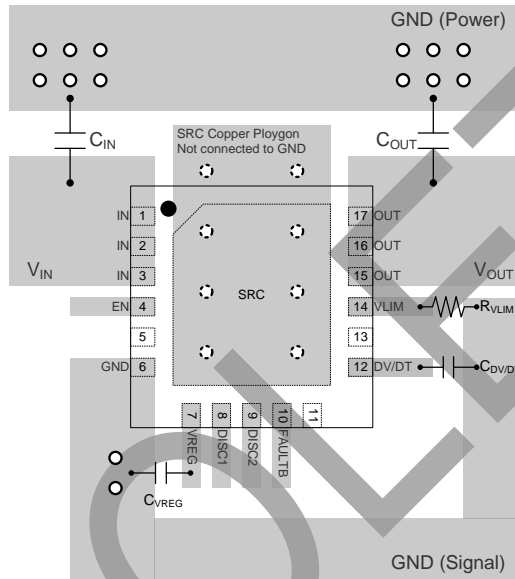 GND (Power)
CIN
SRC Copper Ploygon
Not connected to GND
COUT
IN 1
17 OUT
IN 2
16 OUT
IN 3
15 OUT
VIN
VOUT
SRC
EN 4
14 VLIM
RVLIM
5
13
GND 6
12 DV/DT
CDV/DT
7 VREG
8 DISC1
9 DISC2
10 FAULTB
11
CVREG
GND (Signal)